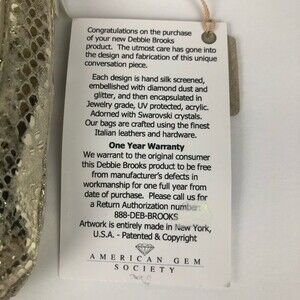 Congratulations on the purchase
of your new Debbie Brooks
product. The utmost care has gone into
the design and fabrication of this unique
conversation piece.
Each design is hand silk screened,
embellished with diamond dust and
glitter, and then encapsulated in
Jewelry grade, UV protected, acrylic.
Adorned with Swarovski crystals.
Our bags are crafted using the finest
Italian leathers and hardware.
One Year Warranty
We warrant to the original consumer
this Debbie Brooks product to be free
from manufacturer's defects in
workmanship for one full year from
date of purchase. Please call us for
a Return Authorization number:
888-DEB-BROOKS
Artwork is entirely made in New York,
U.S.A. - Patented & Copyright
AMERICAN GEM
SOCIETY